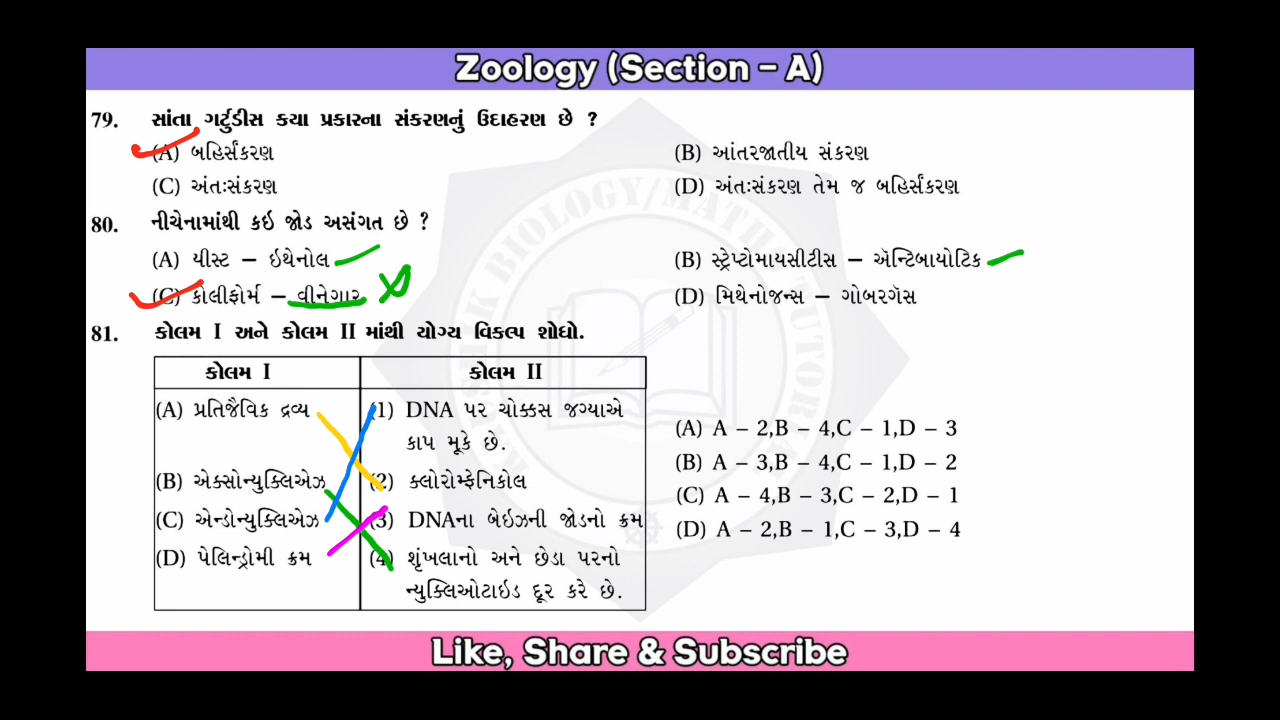 Zoology (Section – A)
79. સાંતા ગર્ટુડીસ કયા પ્રકારના સંકરણનું ઉદાહરણ છે ?
(A) બહિર્સંકરણ (B) આંતરજાતીય સંકરણ
(C) અંતઃસંકરણ (D) અંતઃસંકરણ તેમ જ બહિર્સંકરણ
80. નીચેનામાંથી કઇ જોડ અસંગત છે ?
(A) યીસ્ટ – ઇથેનોલ (B) સ્ટ્રેપ્ટોમાયસીટીસ – ઍન્ટિબાયોટિક
(C) કોલીફોર્મ – વીનેગાર (D) મિથેનોજન્સ – ગોબરગૅસ
81. કોલમ I અને કોલમ II માંથી યોગ્ય વિકલ્પ શોધો.
કોલમ I કોલમ II
(A) પ્રતિજૈવિક દ્રવ્ય (1) DNA પર ચોક્કસ જગ્યાએ
કાપ મૂકે છે.
(B) એક્સોન્યુક્લિએઝ (2) ક્લોરોમ્ફેનિકોલ
(C) એન્ડોન્યુક્લિએઝ (3) DNAના બેઇઝની જોડનો ક્રમ
(D) પેલિન્ડ્રોમી ક્રમ (4) શૃંખલાનો અને છેડા પરનો
ન્યુક્લિઓટાઇડ દૂર કરે છે.
(A) A – 2,B – 4,C – 1,D – 3
(B) A – 3,B – 4,C – 1,D – 2
(C) A – 4,B – 3,C – 2,D – 1
(D) A – 2,B – 1,C – 3,D – 4
Like, Share & Subscribe